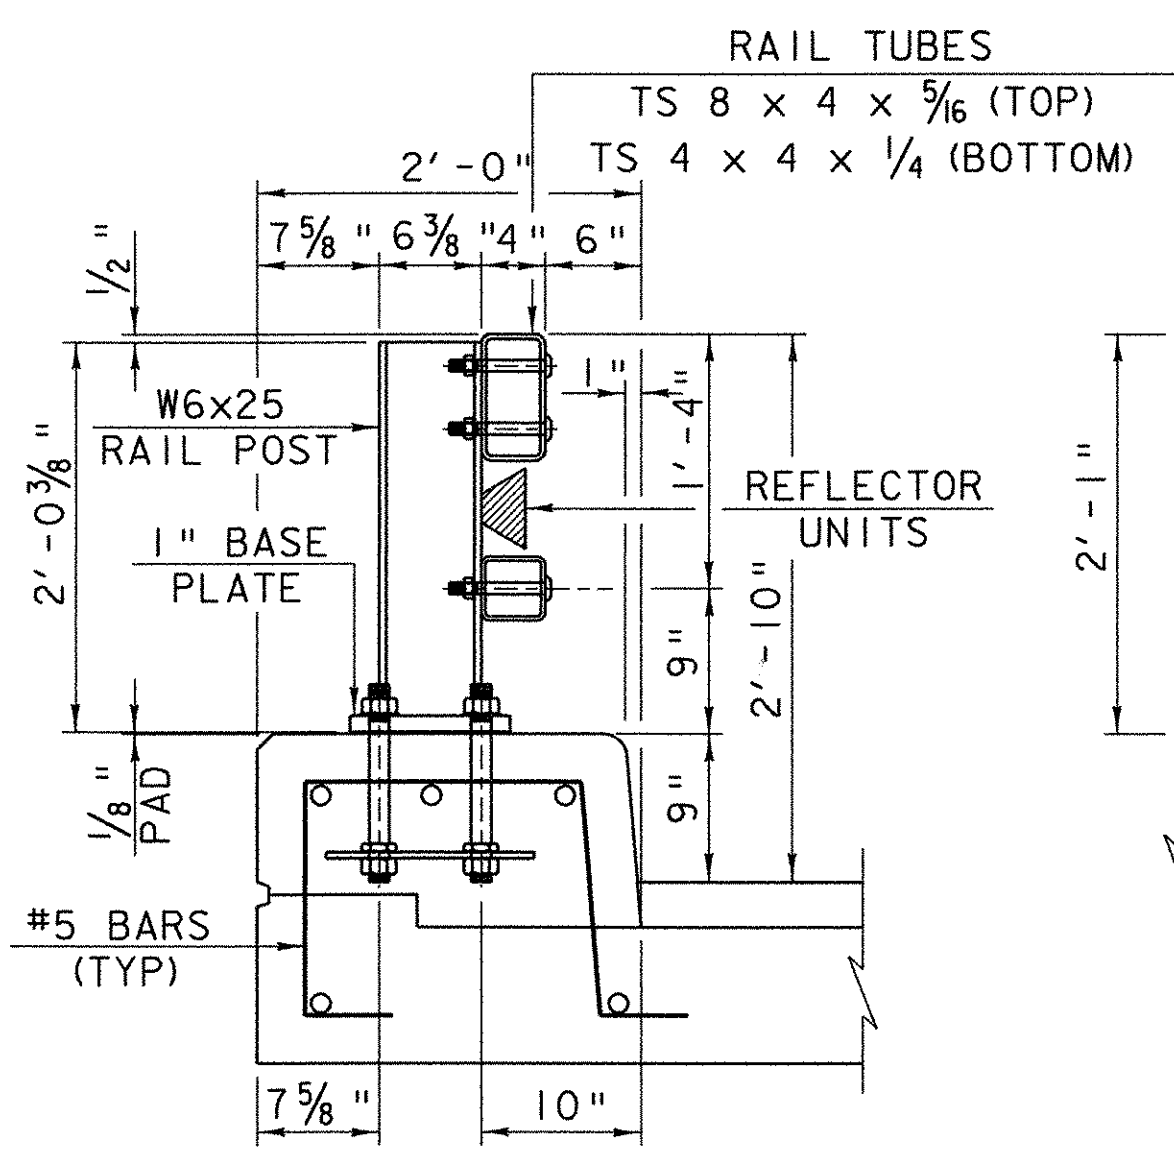 RAIL TUBES
TS 8 x 4 x 5/16 (TOP)
TS 4 x 4 x 1/4 (BOTTOM)
2'-0"
7 5/8 " 6 3/8 " 4" 6"
1/2 "
1"
W6x25
RAIL POST
1'-4"
2'-0 3/8 "
REFLECTOR
UNITS
2'-1"
1" BASE
PLATE
2'-10"
9"
1/8 "
PAD
9"
#5 BARS
(TYP)
7 5/8 " 10"